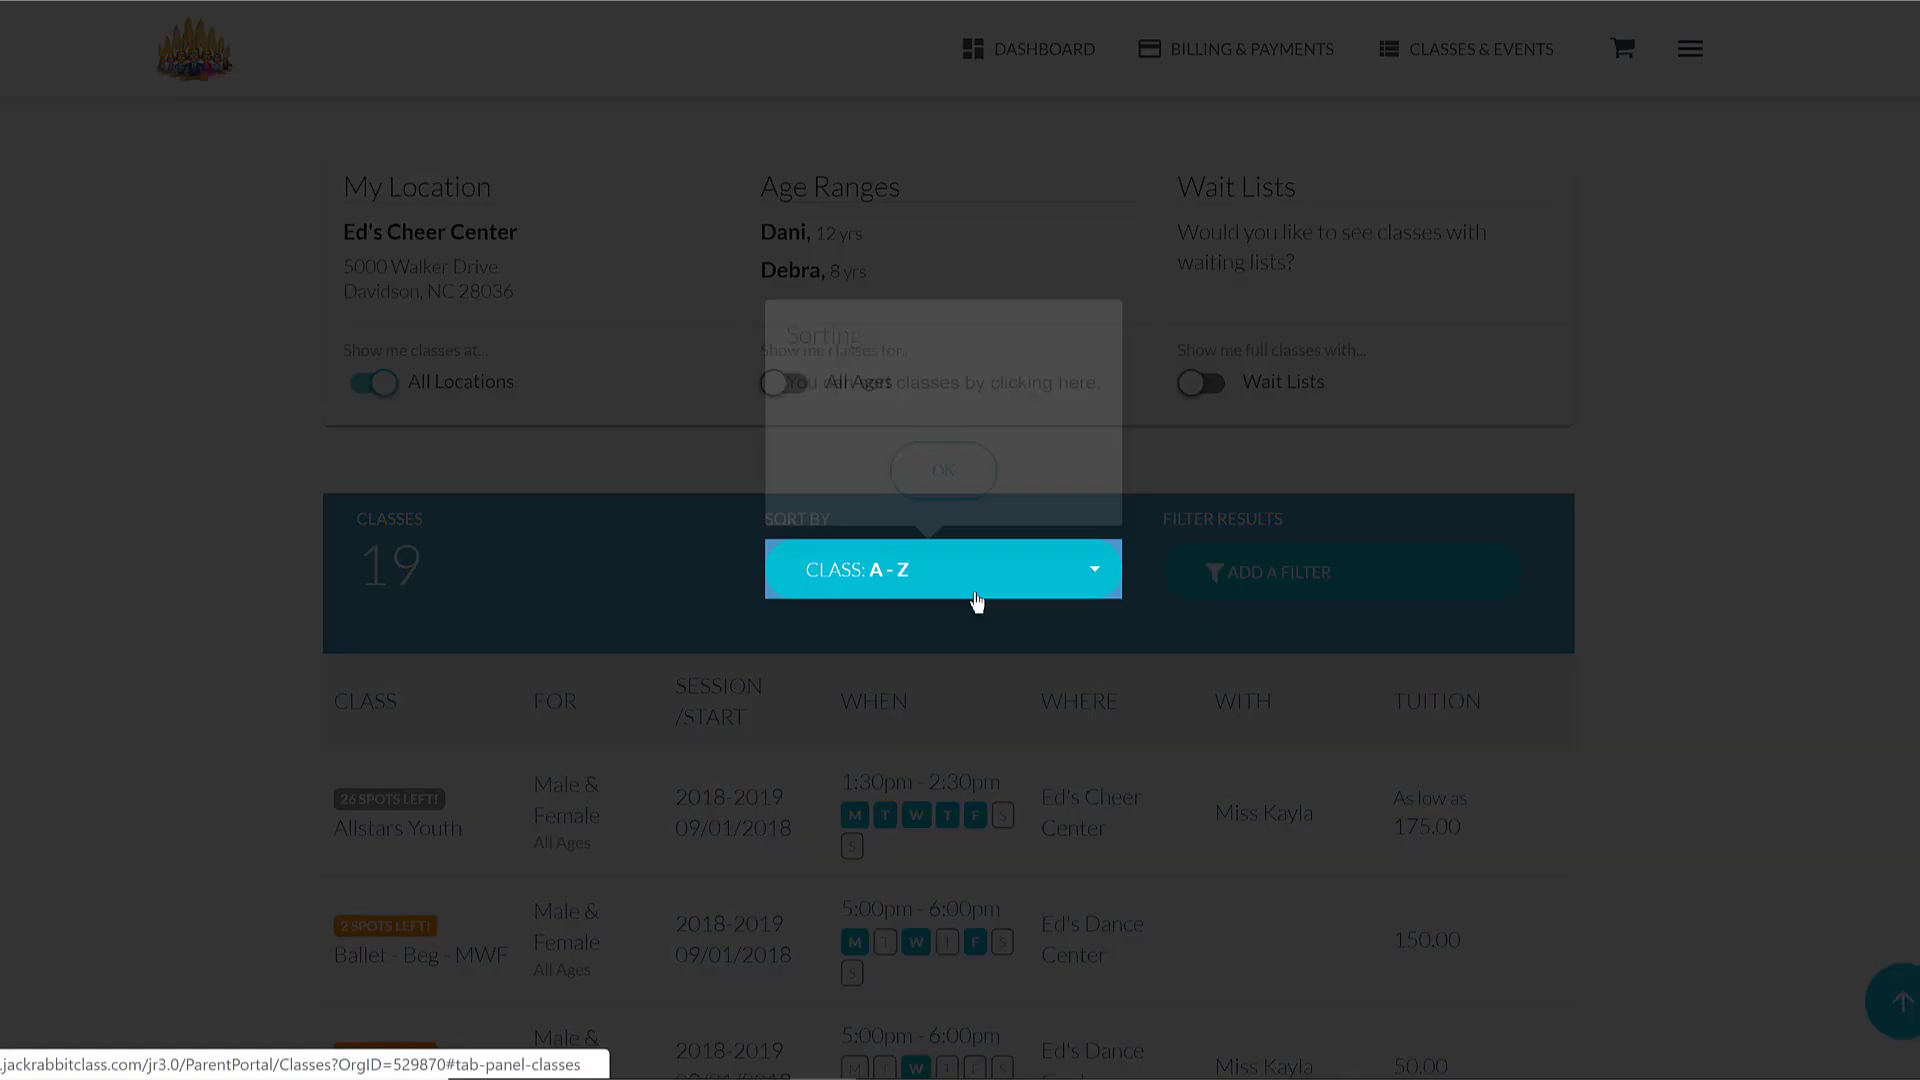 DASHBOARD
BILLING & PAYMENTS
CLASSES & EVENTS
My Location
Ed's Cheer Center
5000 Walker Drive
Davidson, NC 28036
Show me classes at...
All Locations
Age Ranges
Dani, 12 yrs
Debra, 8 yrs
Show me classes for..
All Ages
Wait Lists
Would you like to see classes with
waiting lists?
Show me full classes with...
Wait Lists
Sorting
You can sort classes by clicking here.
OK
CLASSES
19
SORT BY
CLASS: A - Z
FILTER RESULTS
ADD A FILTER
CLASS FOR SESSION /START WHEN WHERE WITH TUITION
26 SPOTS LEFT!
Allstars Youth
Male &
Female
All Ages
2018-2019
09/01/2018
1:30pm - 2:30pm
M T W T F S
S
Ed's Cheer
Center
Miss Kayla
As low as
175.00
2 SPOTS LEFT!
Ballet - Beg - MWF
Male &
Female
All Ages
2018-2019
09/01/2018
5:00pm - 6:00pm
M T W T F S
S
Ed's Dance
Center
150.00
Male &
2018-2019
5:00pm - 6:00pm
M T W T F S
Ed's Dance
Miss Kayla
50.00
.jackrabbitclass.com/jr3.0/ParentPortal/Classes?OrgID=529870#tab-panel-classes